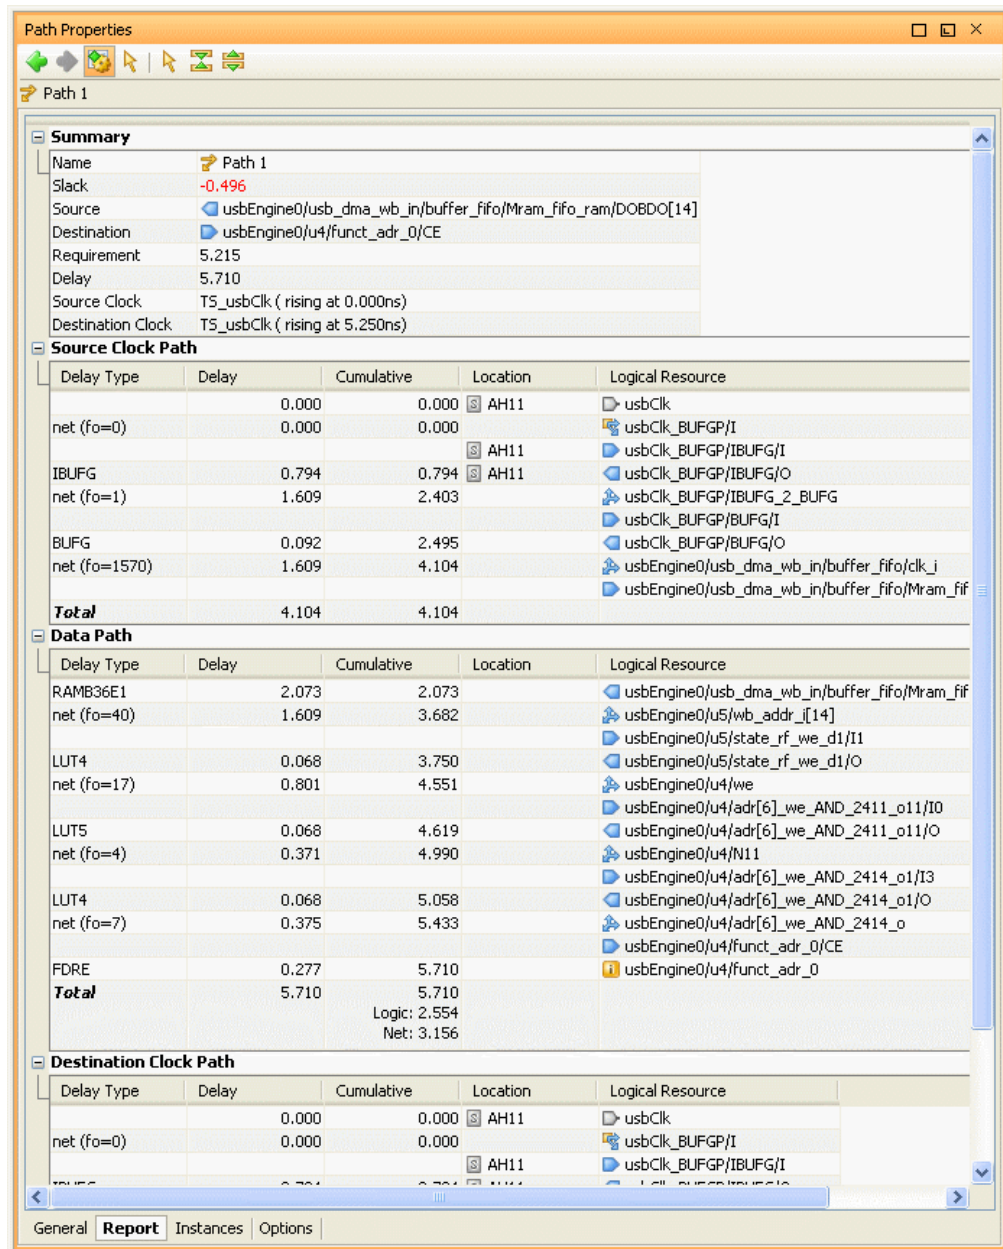 Path Properties
Path 1
Summary
Name Path 1
Slack -0.496
Source usbEngine0/usb_dma_wb_in/buffer_fifo/Mram_fifo_ram/DOBDO[14]
Destination usbEngine0/u4/funct_adr_0/CE
Requirement 5.215
Delay 5.710
Source Clock TS_usbClk ( rising at 0.000ns)
Destination Clock TS_usbClk ( rising at 5.250ns)
Source Clock Path
Delay Type Delay Cumulative Location Logical Resource
0.000 0.000 S AH11 usbClk
net (fo=0) 0.000 0.000 usbClk_BUFGP/I
S AH11 usbClk_BUFGP/IBUFG/I
IBUFG 0.794 0.794 S AH11 usbClk_BUFGP/IBUFG/O
net (fo=1) 1.609 2.403 usbClk_BUFGP/IBUFG_2_BUFG
usbClk_BUFGP/BUFG/I
BUFG 0.092 2.495 usbClk_BUFGP/BUFG/O
net (fo=1570) 1.609 4.104 usbEngine0/usb_dma_wb_in/buffer_fifo/clk_i
usbEngine0/usb_dma_wb_in/buffer_fifo/Mram_fif
Total 4.104 4.104
Data Path
Delay Type Delay Cumulative Location Logical Resource
RAMB36E1 2.073 2.073 usbEngine0/usb_dma_wb_in/buffer_fifo/Mram_fif
net (fo=40) 1.609 3.682 usbEngine0/u5/wb_addr_i[14]
usbEngine0/u5/state_rf_we_d1/I1
LUT4 0.068 3.750 usbEngine0/u5/state_rf_we_d1/O
net (fo=17) 0.801 4.551 usbEngine0/u4/we
usbEngine0/u4/adr[6]_we_AND_2411_o11/I0
LUT5 0.068 4.619 usbEngine0/u4/adr[6]_we_AND_2411_o11/O
net (fo=4) 0.371 4.990 usbEngine0/u4/N11
usbEngine0/u4/adr[6]_we_AND_2414_o1/I3
LUT4 0.068 5.058 usbEngine0/u4/adr[6]_we_AND_2414_o1/O
net (fo=7) 0.375 5.433 usbEngine0/u4/adr[6]_we_AND_2414_o
usbEngine0/u4/funct_adr_0/CE
FDRE 0.277 5.710 usbEngine0/u4/funct_adr_0
Total 5.710 5.710
Logic: 2.554
Net: 3.156
Destination Clock Path
Delay Type Delay Cumulative Location Logical Resource
0.000 0.000 S AH11 usbClk
net (fo=0) 0.000 0.000 usbClk_BUFGP/I
S AH11 usbClk_BUFGP/IBUFG/I
General Report Instances Options